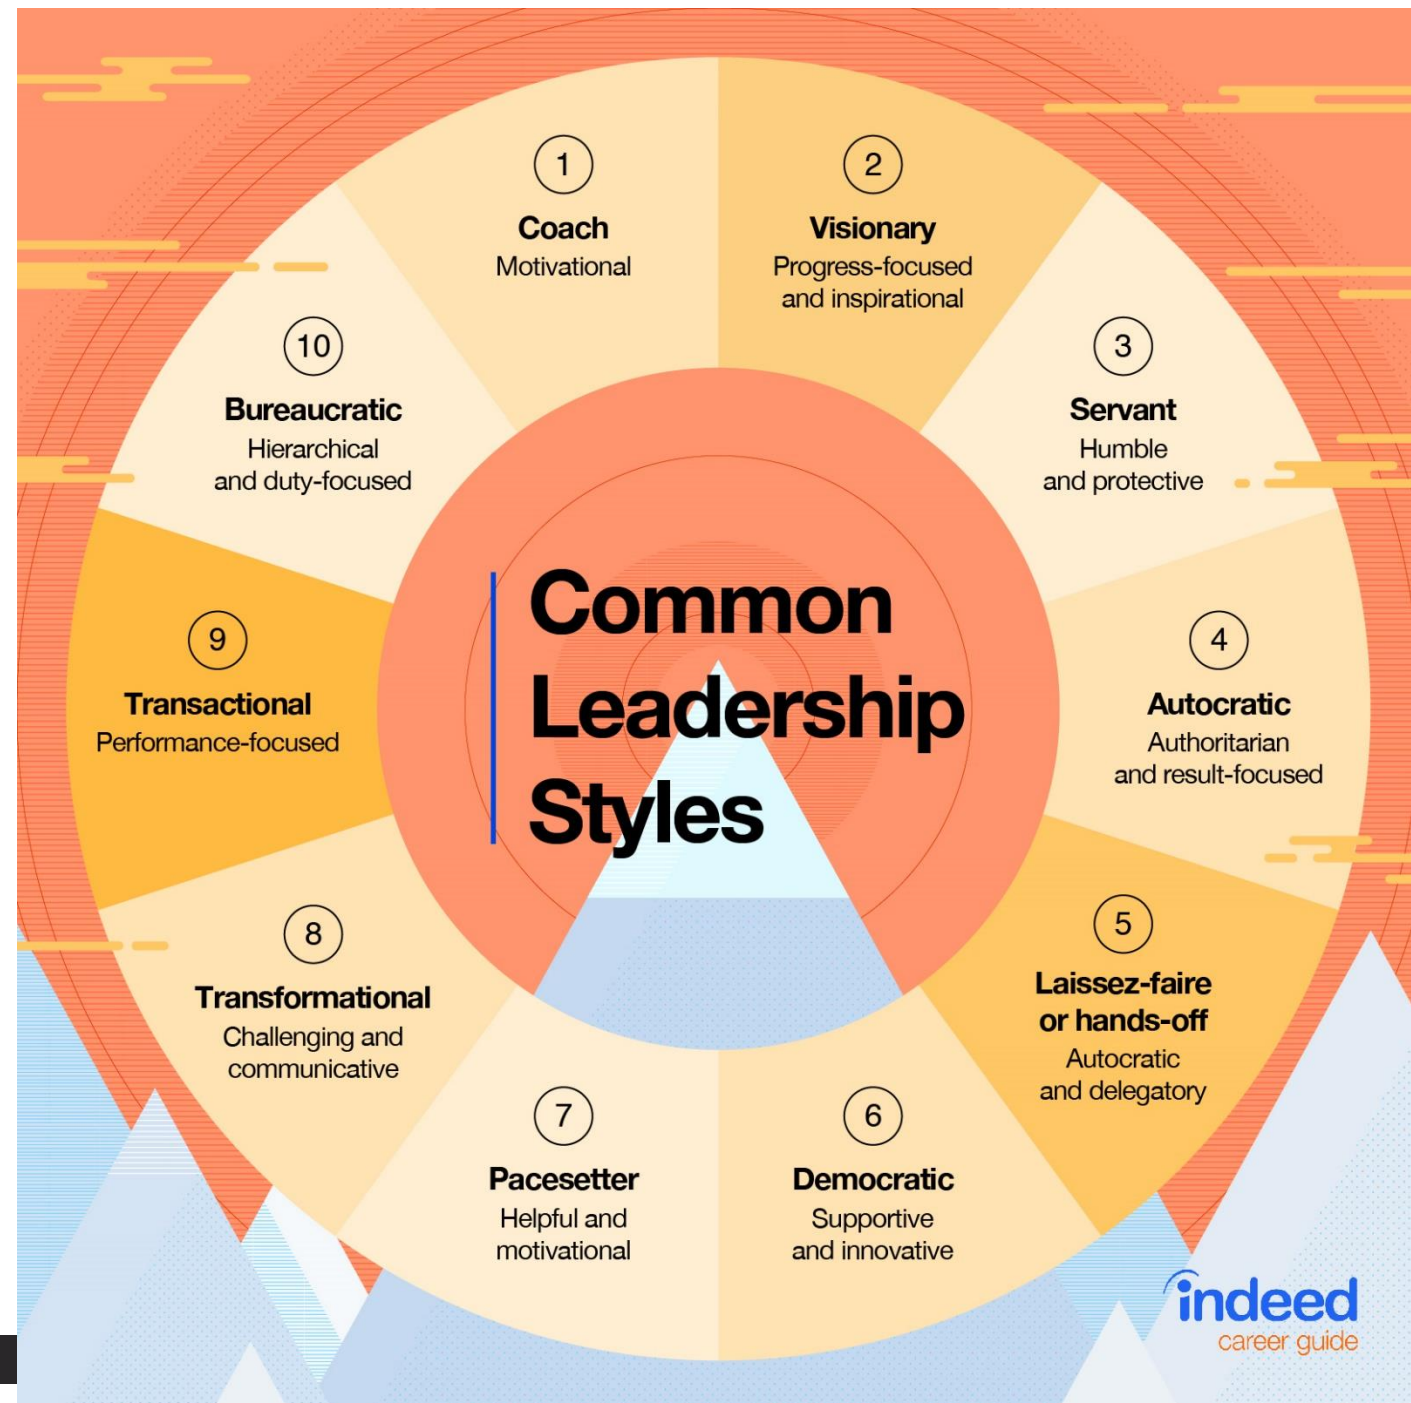 Common
Leadership
Styles
1
Coach
Motivational
2
Visionary
Progress-focused
and inspirational
3
Servant
Humble
and protective
4
Autocratic
Authoritarian
and result-focused
5
Laissez-faire
or hands-off
Autocratic
and delegatory
6
Democratic
Supportive
and innovative
7
Pacesetter
Helpful and
motivational
8
Transformational
Challenging and
communicative
9
Transactional
Performance-focused
10
Bureaucratic
Hierarchical
and duty-focused
indeed
career guide